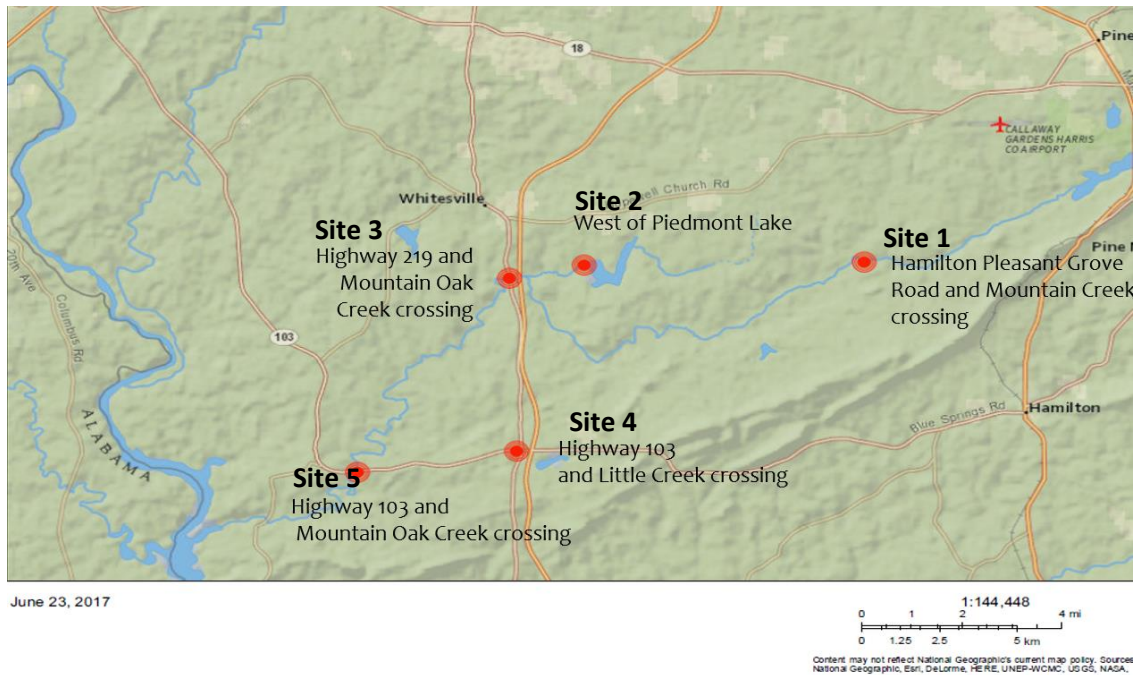 18
Pine
CALLAWAY
GARDENS HARRIS
CO AIRPORT
Whitesville
Church Rd
Site 2
West of Piedmont Lake
Site 3
Highway 219 and
Mountain Oak
Creek crossing
Site 1
Hamilton Pleasant Grove
Road and Mountain Creek
crossing
Pine
20th Ave
Columbus Rd
103
ALABAMA
Blue Springs Rd
Hamilton
Site 4
Highway 103
and Little Creek crossing
Site 5
Highway 103 and
Mountain Oak Creek crossing
June 23, 2017
1:144,448
0 1 2 4 mi
0 1.25 2.5 5 km
Content may not reflect National Geographic's current map policy. Sources
National Geographic, Esri, DeLorme, HERE, UNEP-WCMC, USGS, NASA,